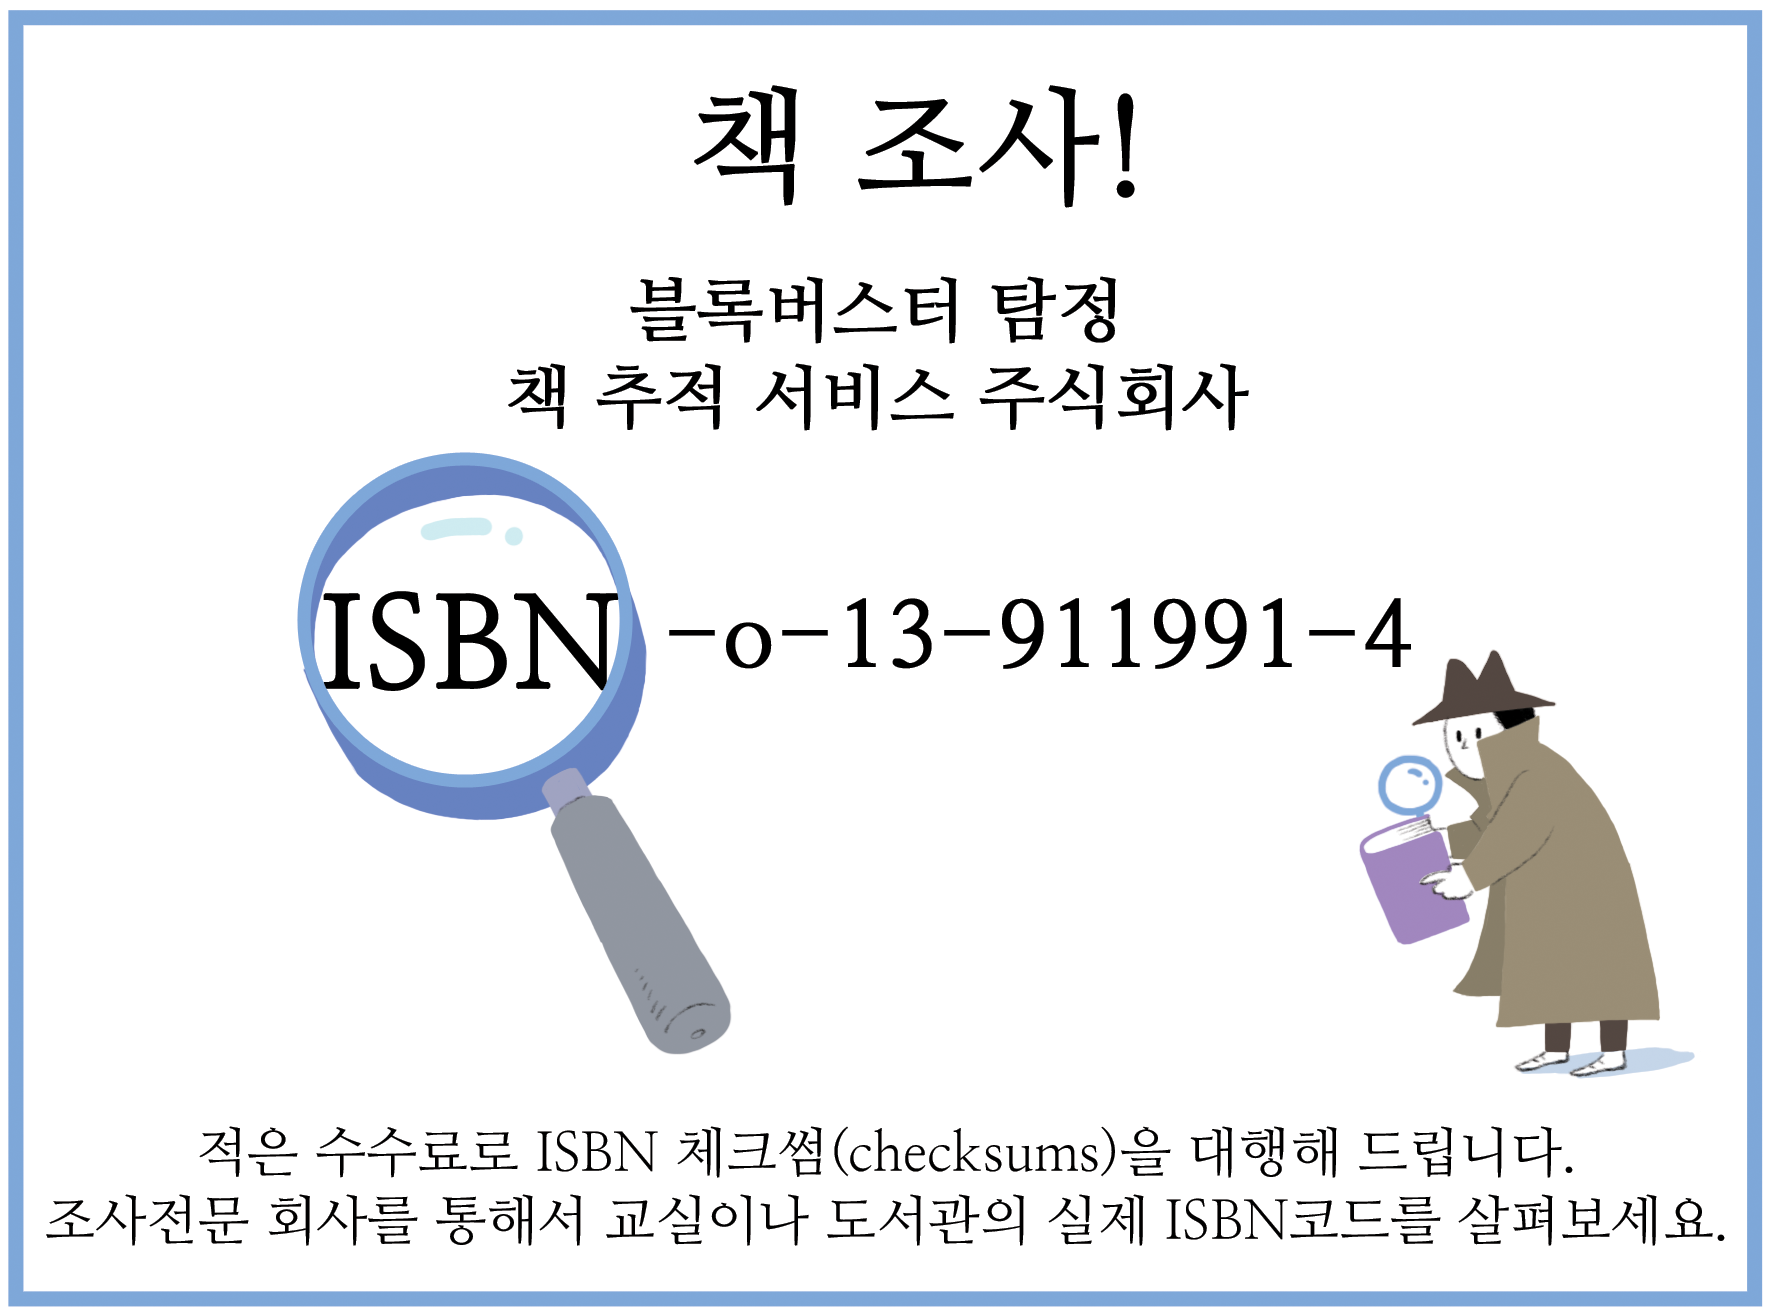 책 조사!
블록버스터 탐정
책 추적 서비스 주식회사
ISBN -o-13-911991-4
적은 수수료로 ISBN 체크썸(checksums)을 대행해 드립니다.
조사전문 회사를 통해서 교실이나 도서관의 실제 ISBN코드를 살펴보세요.